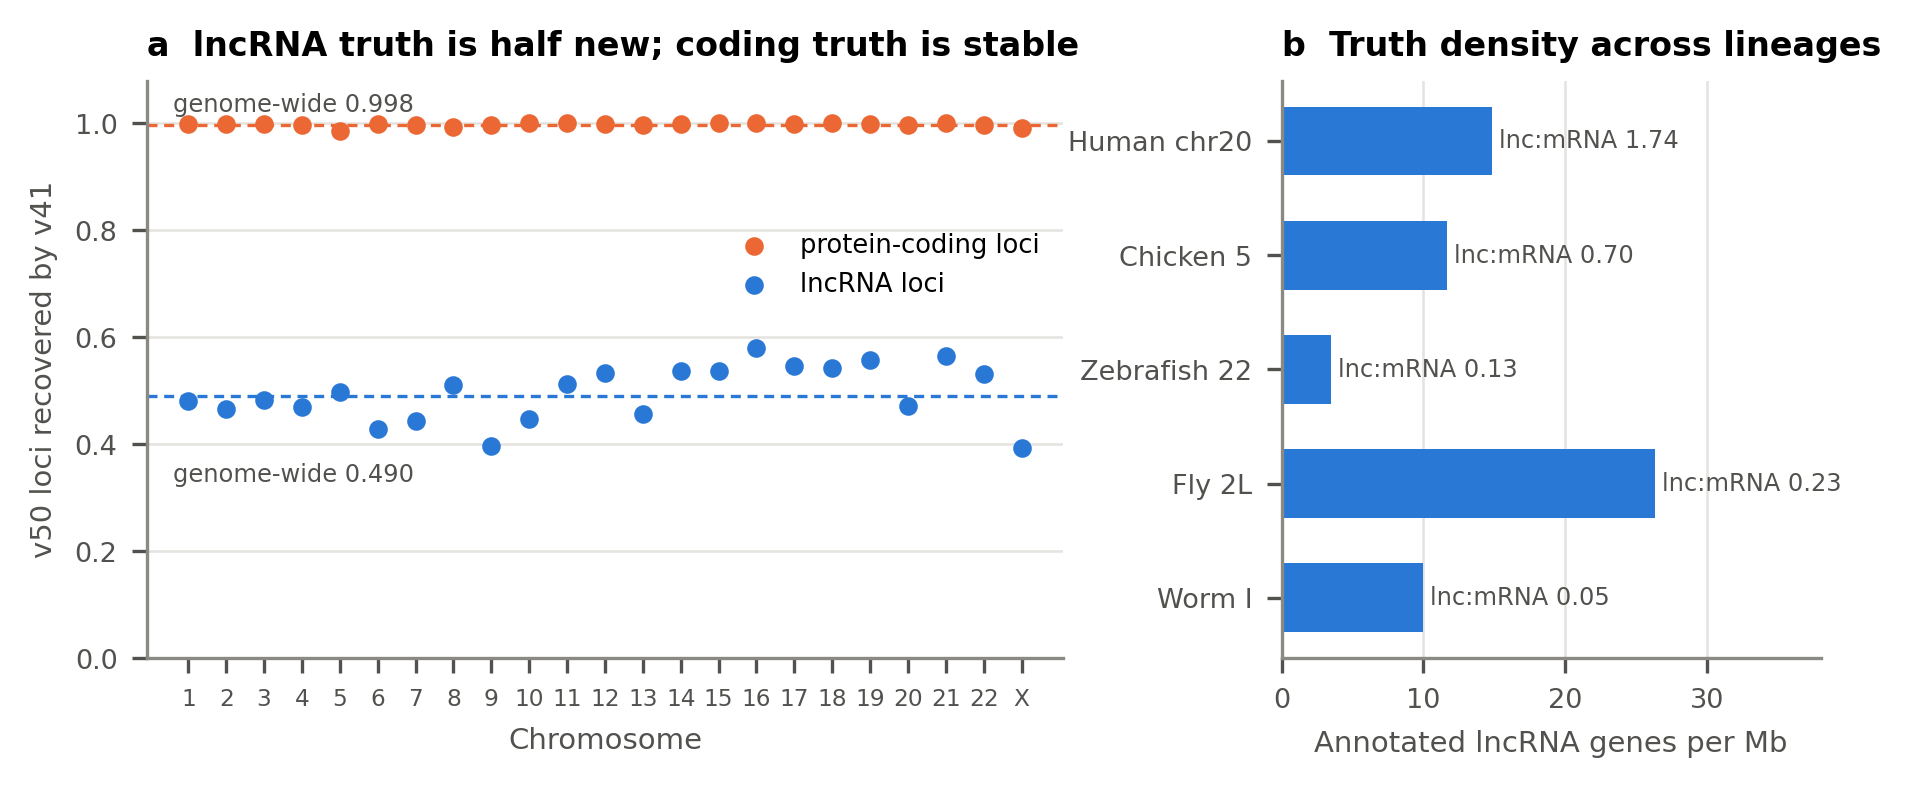 a lncRNA truth is half new; coding truth is stable
genome-wide 0.998
1.0
0.8
0.6
0.4
0.2
0.0
v50 loci recovered by v41
protein-coding loci
lncRNA loci
genome-wide 0.490
1 2 3 4 5 6 7 8 9 10 11 12 13 14 15 16 17 18 19 20 21 22 X
Chromosome
b Truth density across lineages
Human chr20
lnc:mRNA 1.74
Chicken 5
lnc:mRNA 0.70
Zebrafish 22
lnc:mRNA 0.13
Fly 2L
lnc:mRNA 0.23
Worm I
lnc:mRNA 0.05
0 10 20 30
Annotated lncRNA genes per Mb